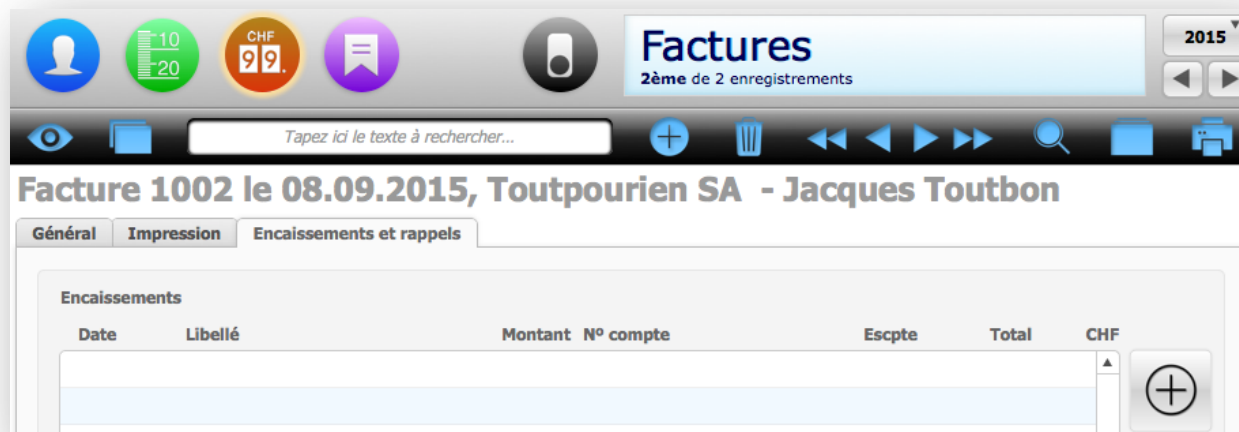 10
20
CHF
99.
Factures
2ème de 2 enregistrements
2015
Tapez ici le texte à rechercher...
Facture 1002 le 08.09.2015, Toutpourien SA - Jacques Toutbon
Général Impression Encaissements et rappels
Encaissements
Date Libellé Montant Nº compte Escpte Total CHF